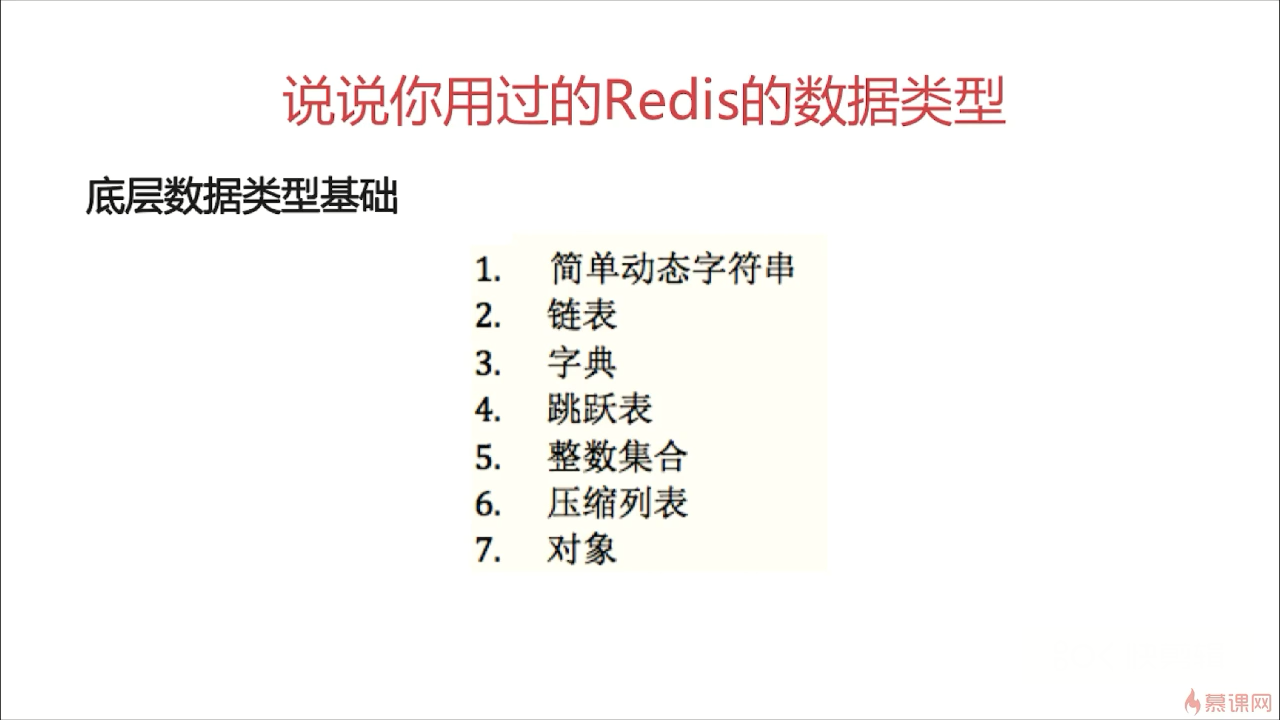 说说你用过的Redis的数据类型
底层数据类型基础
1. 简单动态字符串
2. 链表
3. 字典
4. 跳跃表
5. 整数集合
6. 压缩列表
7. 对象
慕课网